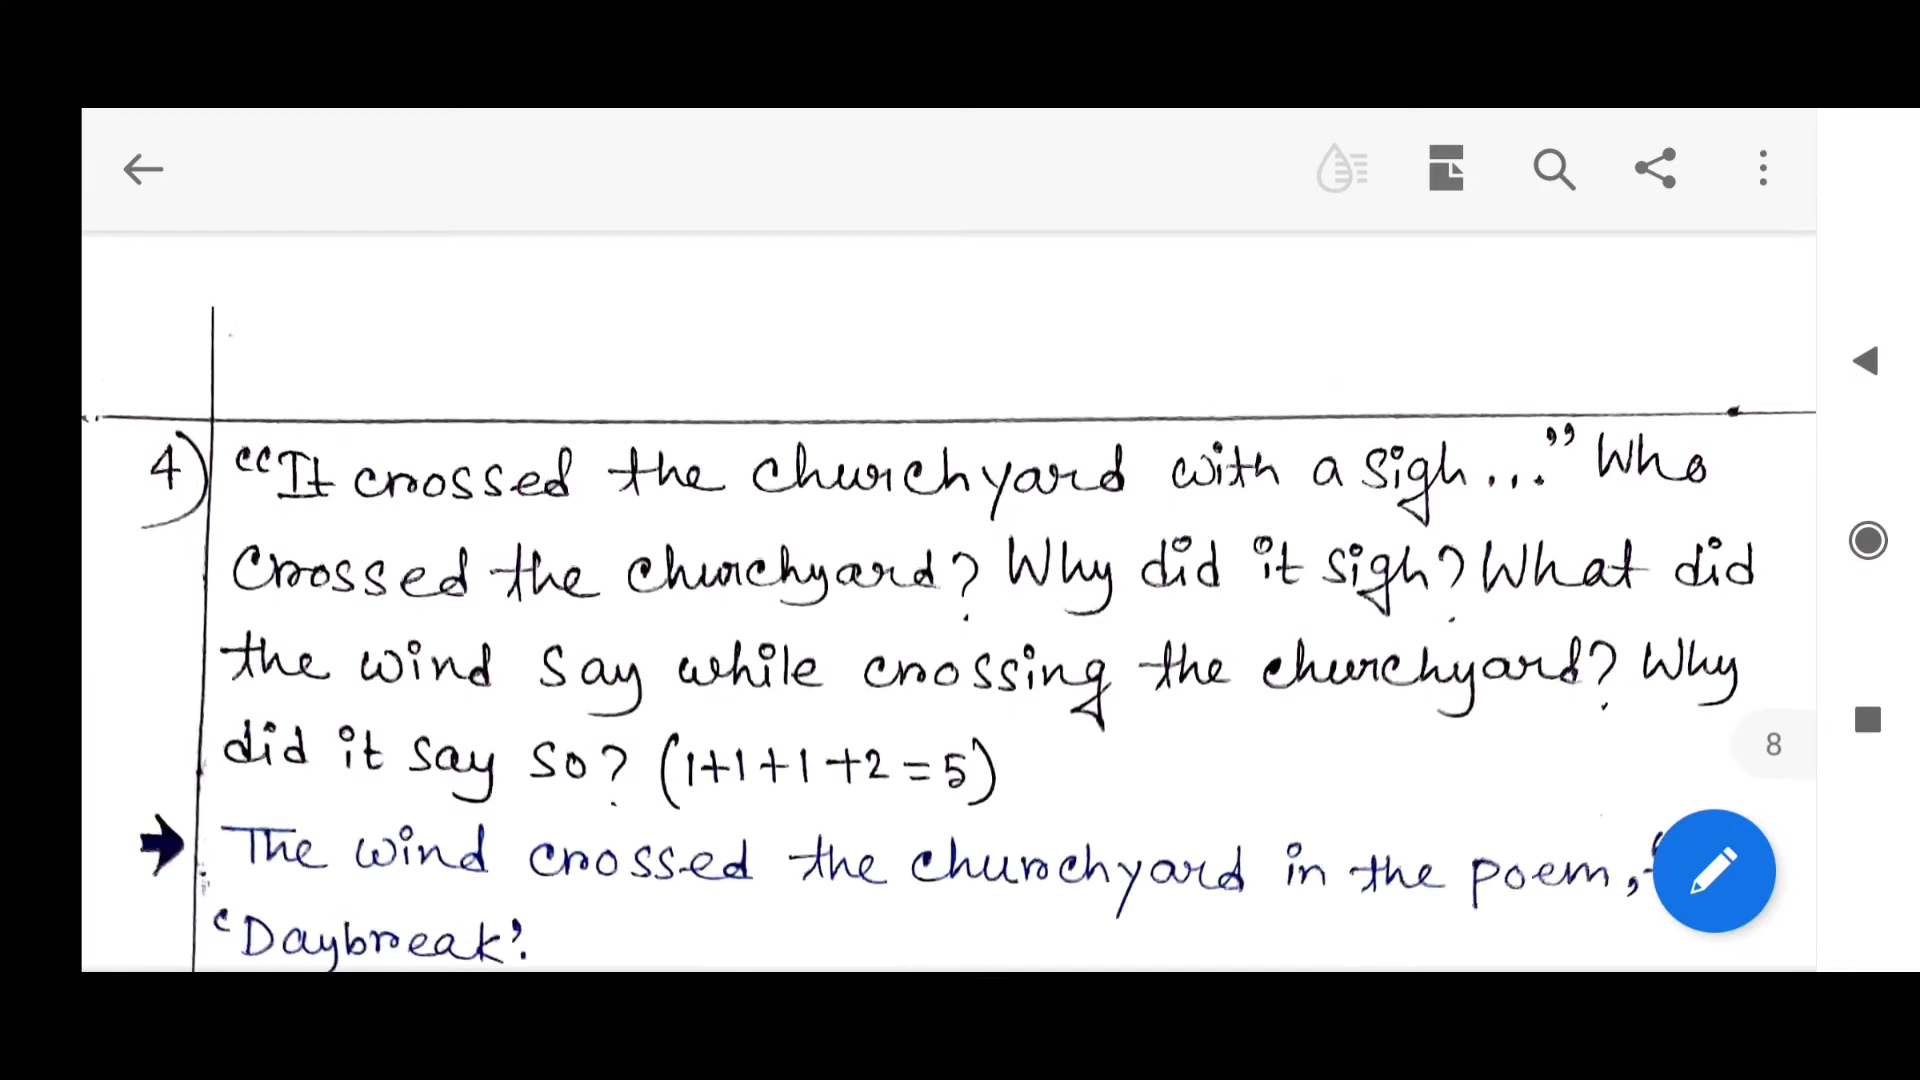 4) “It crossed the churchyard with a sigh...” Who
crossed the churchyard? Why did it sigh? What did
the wind say while crossing the churchyard? Why
did it say so? (1+1+1+2=5)
8
→ The wind crossed the churchyard in the poem,
‘Daybreak’.